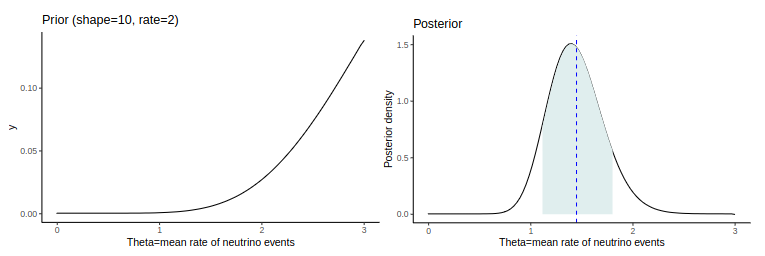 Prior (shape=10, rate=2)
y
0.10
0.05
0.00
0
1
2
3
Theta=mean rate of neutrino events
Posterior
Posterior density
1.5
1.0
0.5
0.0
0
1
2
3
Theta=mean rate of neutrino events